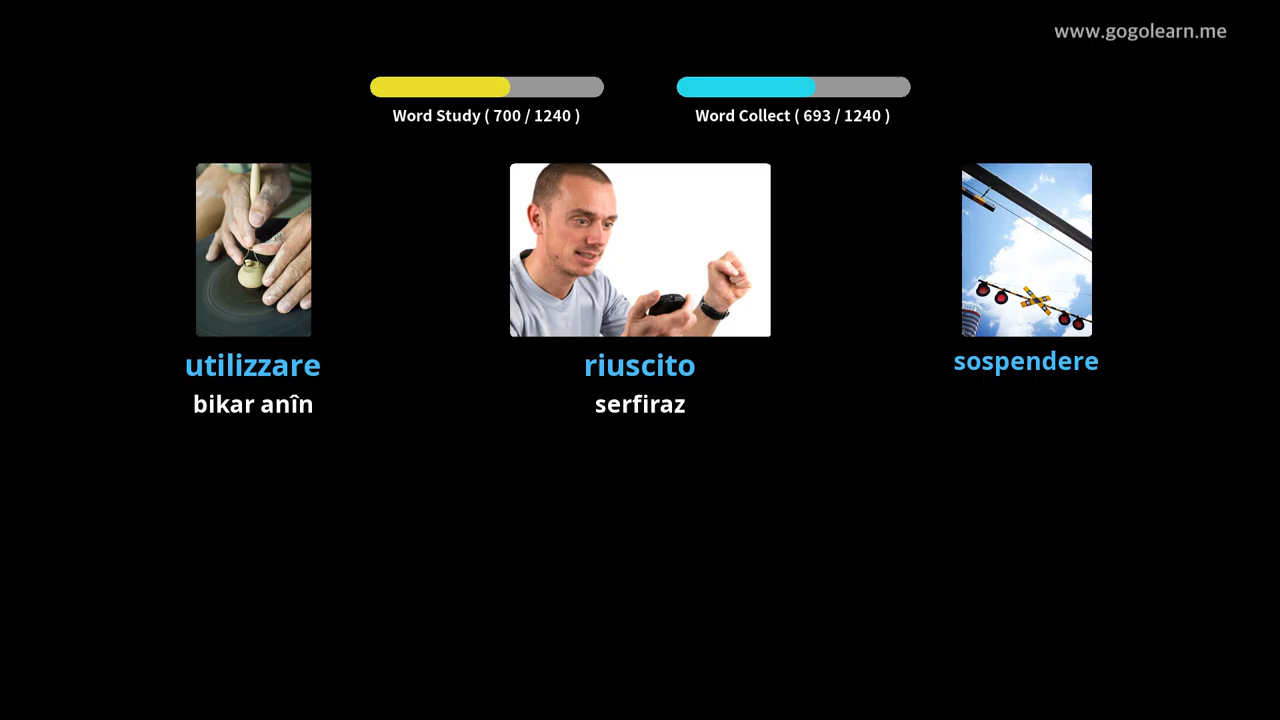 www.gogolearn.me
Word Study ( 700 / 1240 )
Word Collect ( 693 / 1240 )
utilizzare
bikar anîn
riuscito
serfiraz
sospendere